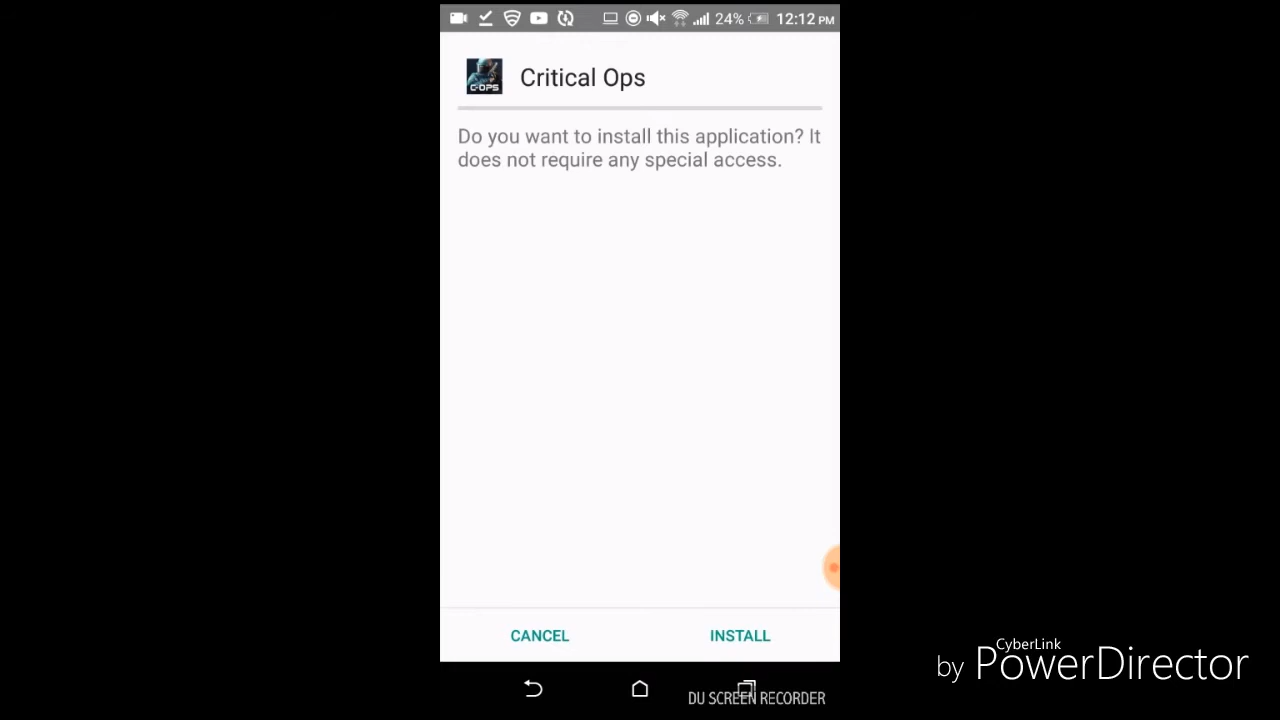 24% 12:12 PM
C-OPS
Critical Ops
Do you want to install this application? It
does not require any special access.
CANCEL INSTALL
CyberLink
by PowerDirector
DU SCREEN RECORDER